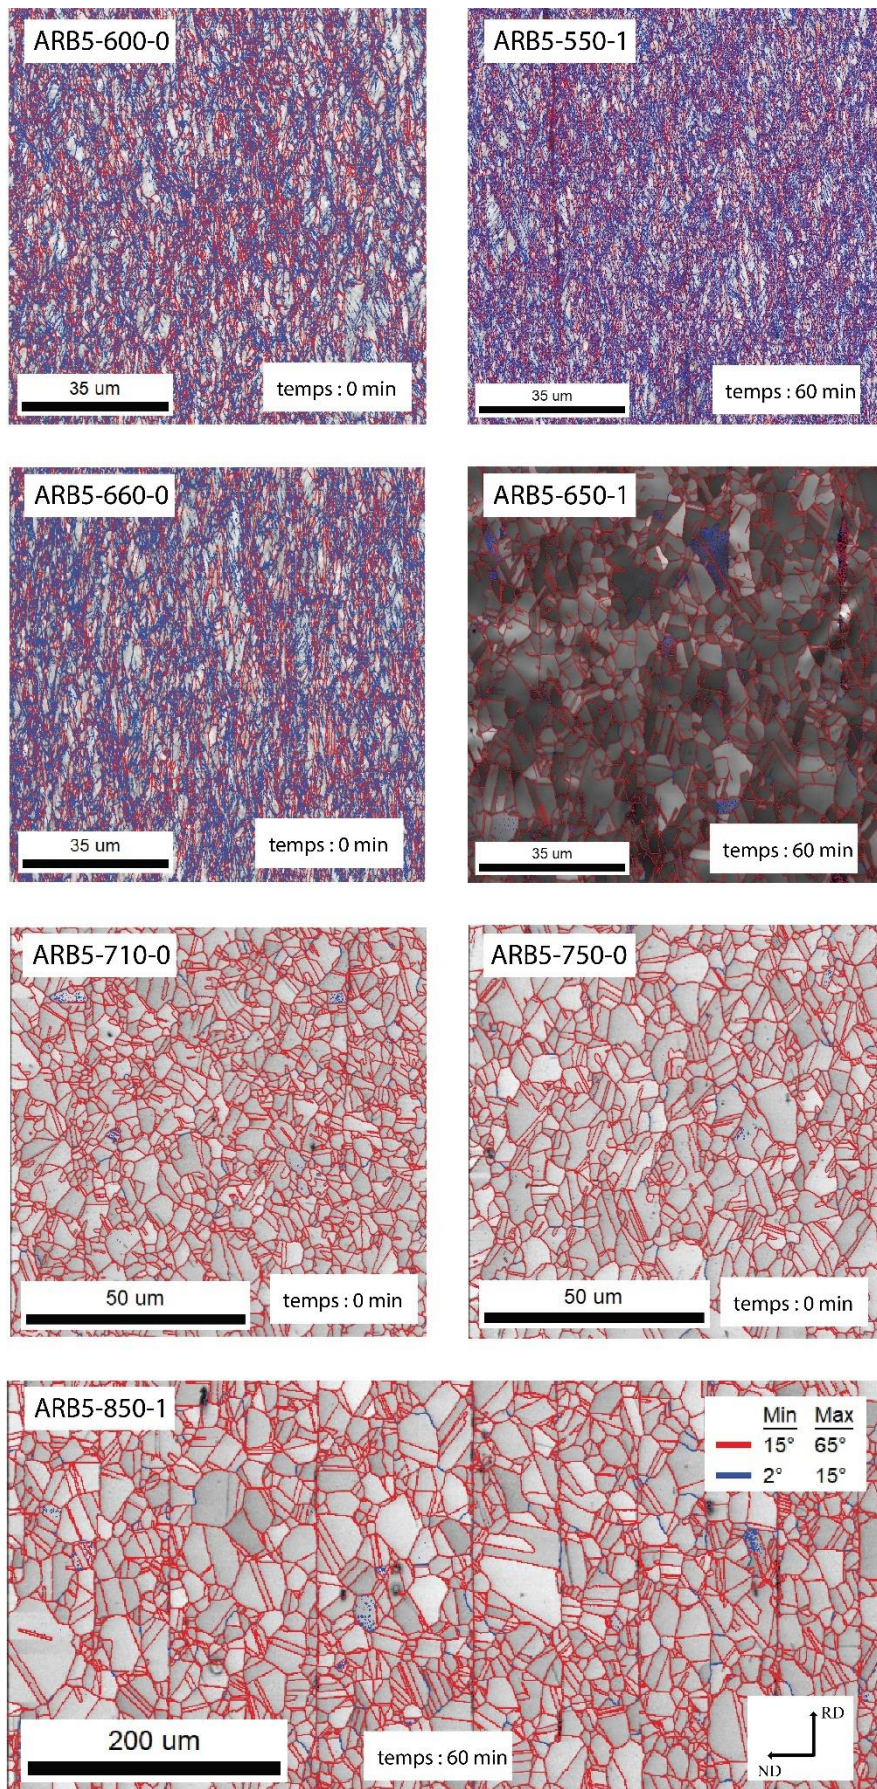 ARB5-600-0
35 um
temps : 0 min
ARB5-550-1
35 um
temps : 60 min
ARB5-660-0
35 um
temps : 0 min
ARB5-650-1
35 um
temps : 60 min
ARB5-710-0
50 um
temps : 0 min
ARB5-750-0
50 um
temps : 0 min
ARB5-850-1
Min Max
15° 65°
2° 15°
200 um
temps : 60 min
RD
ND